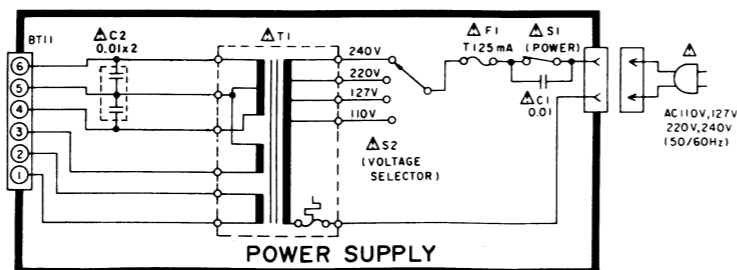 BT11
⚠C2
0.01x2
6
5
4
3
2
1
⚠T1
240V
220V
127V
110V
⚠S2
(VOLTAGE
SELECTOR)
⚠F1
T125mA
⚠S1
(POWER)
⚠C1
0.01
⚠
AC110V,127V
220V,240V
(50/60Hz)
POWER SUPPLY